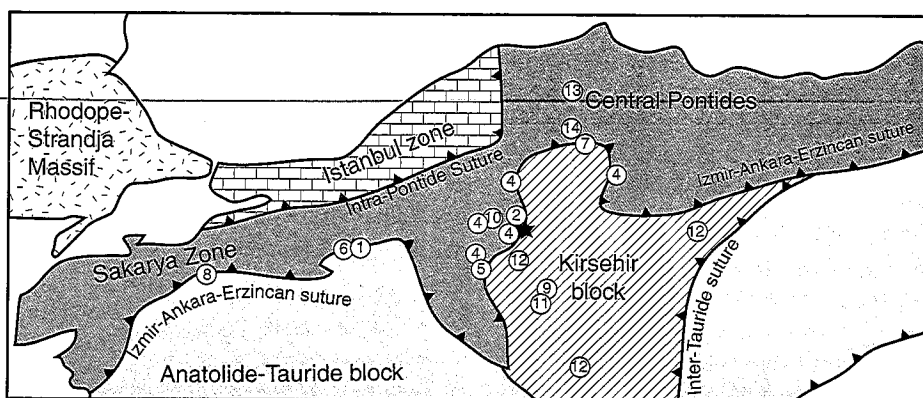 Rhodope-
Strandja
Massif
Istanbul zone
Intra-Pontide Suture
13
Central Pontides
14
7
4
4
Izmir-Ankara-Erzincan suture
4
10
2
4
12
Sakarya Zone
6
1
4
12
5
8
Kirsehir
block
9
11
Izmir-Ankara-Erzincan suture
Inter-Tauride suture
Anatolide-Tauride block
12